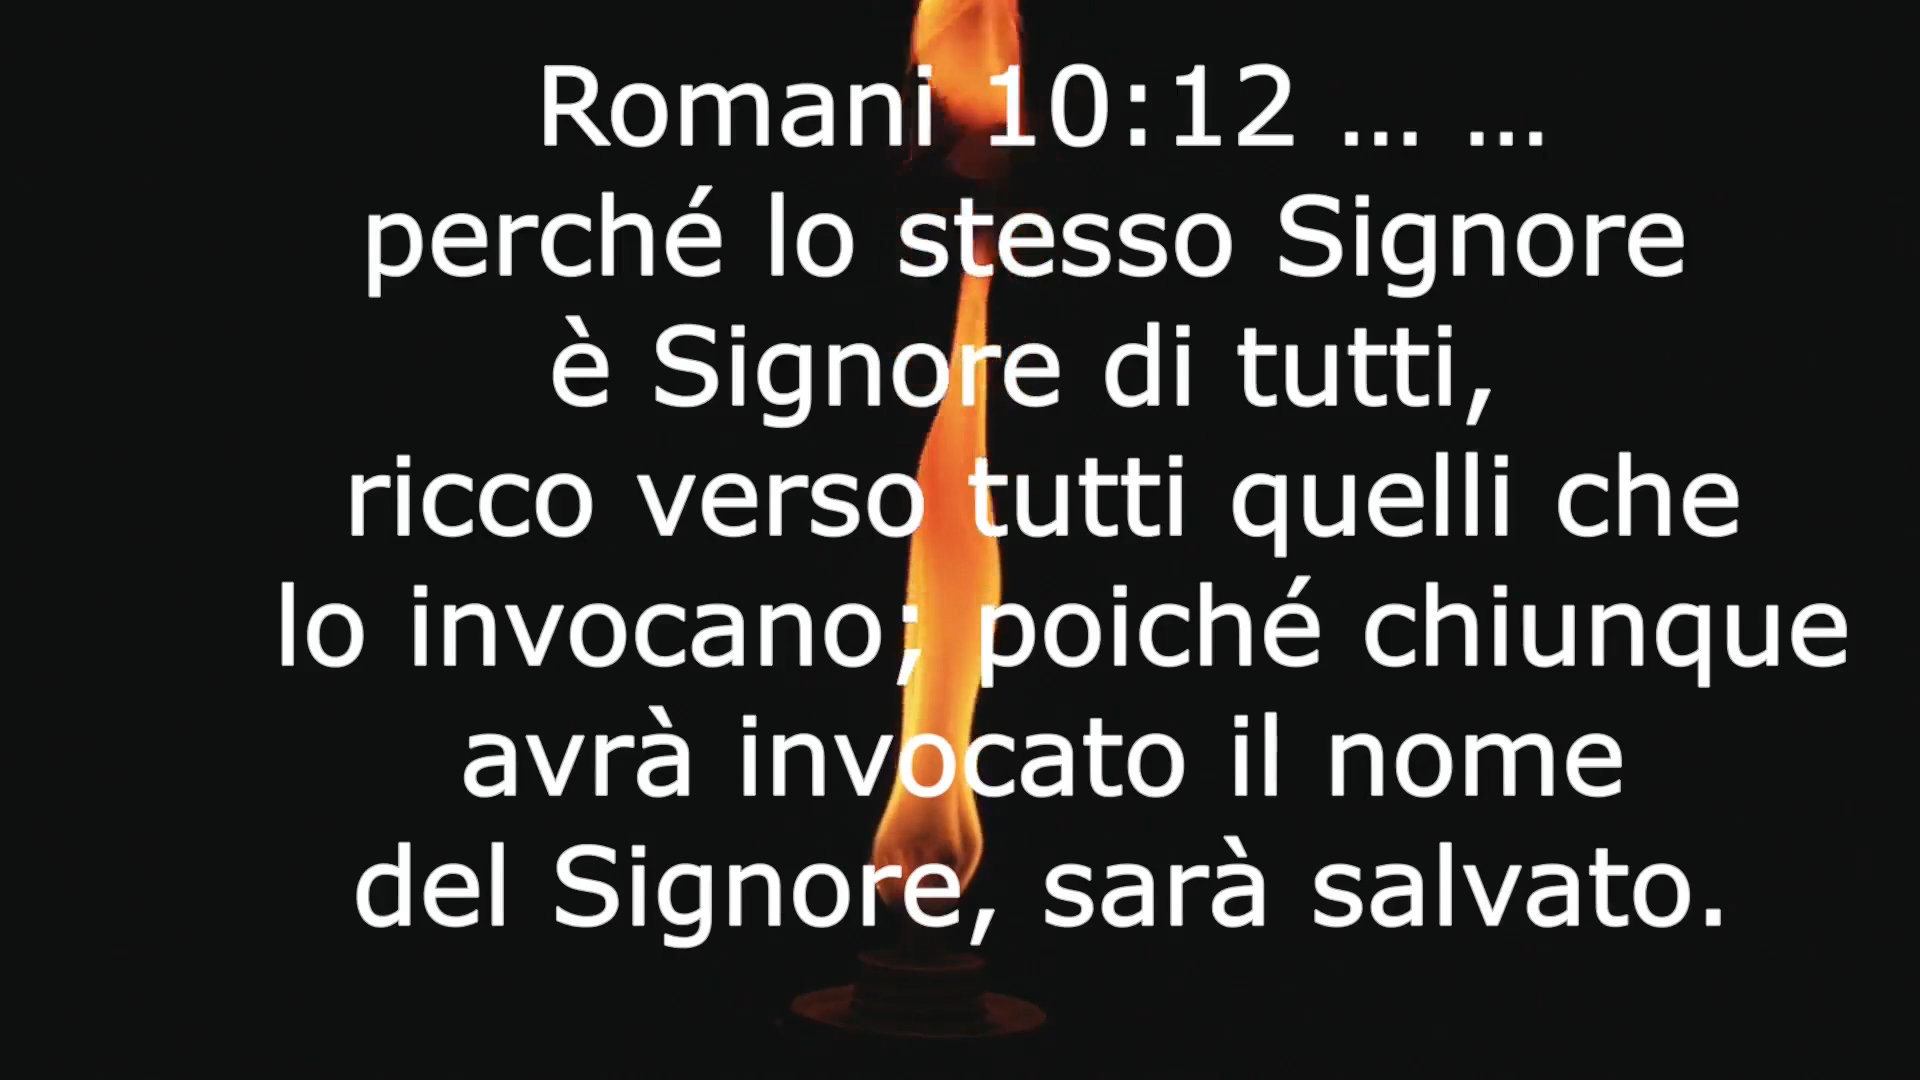 Romani 10:12 ... ...
perché lo stesso Signore
è Signore di tutti,
ricco verso tutti quelli che
lo invocano; poiché chiunque
avrà invocato il nome
del Signore, sarà salvato.